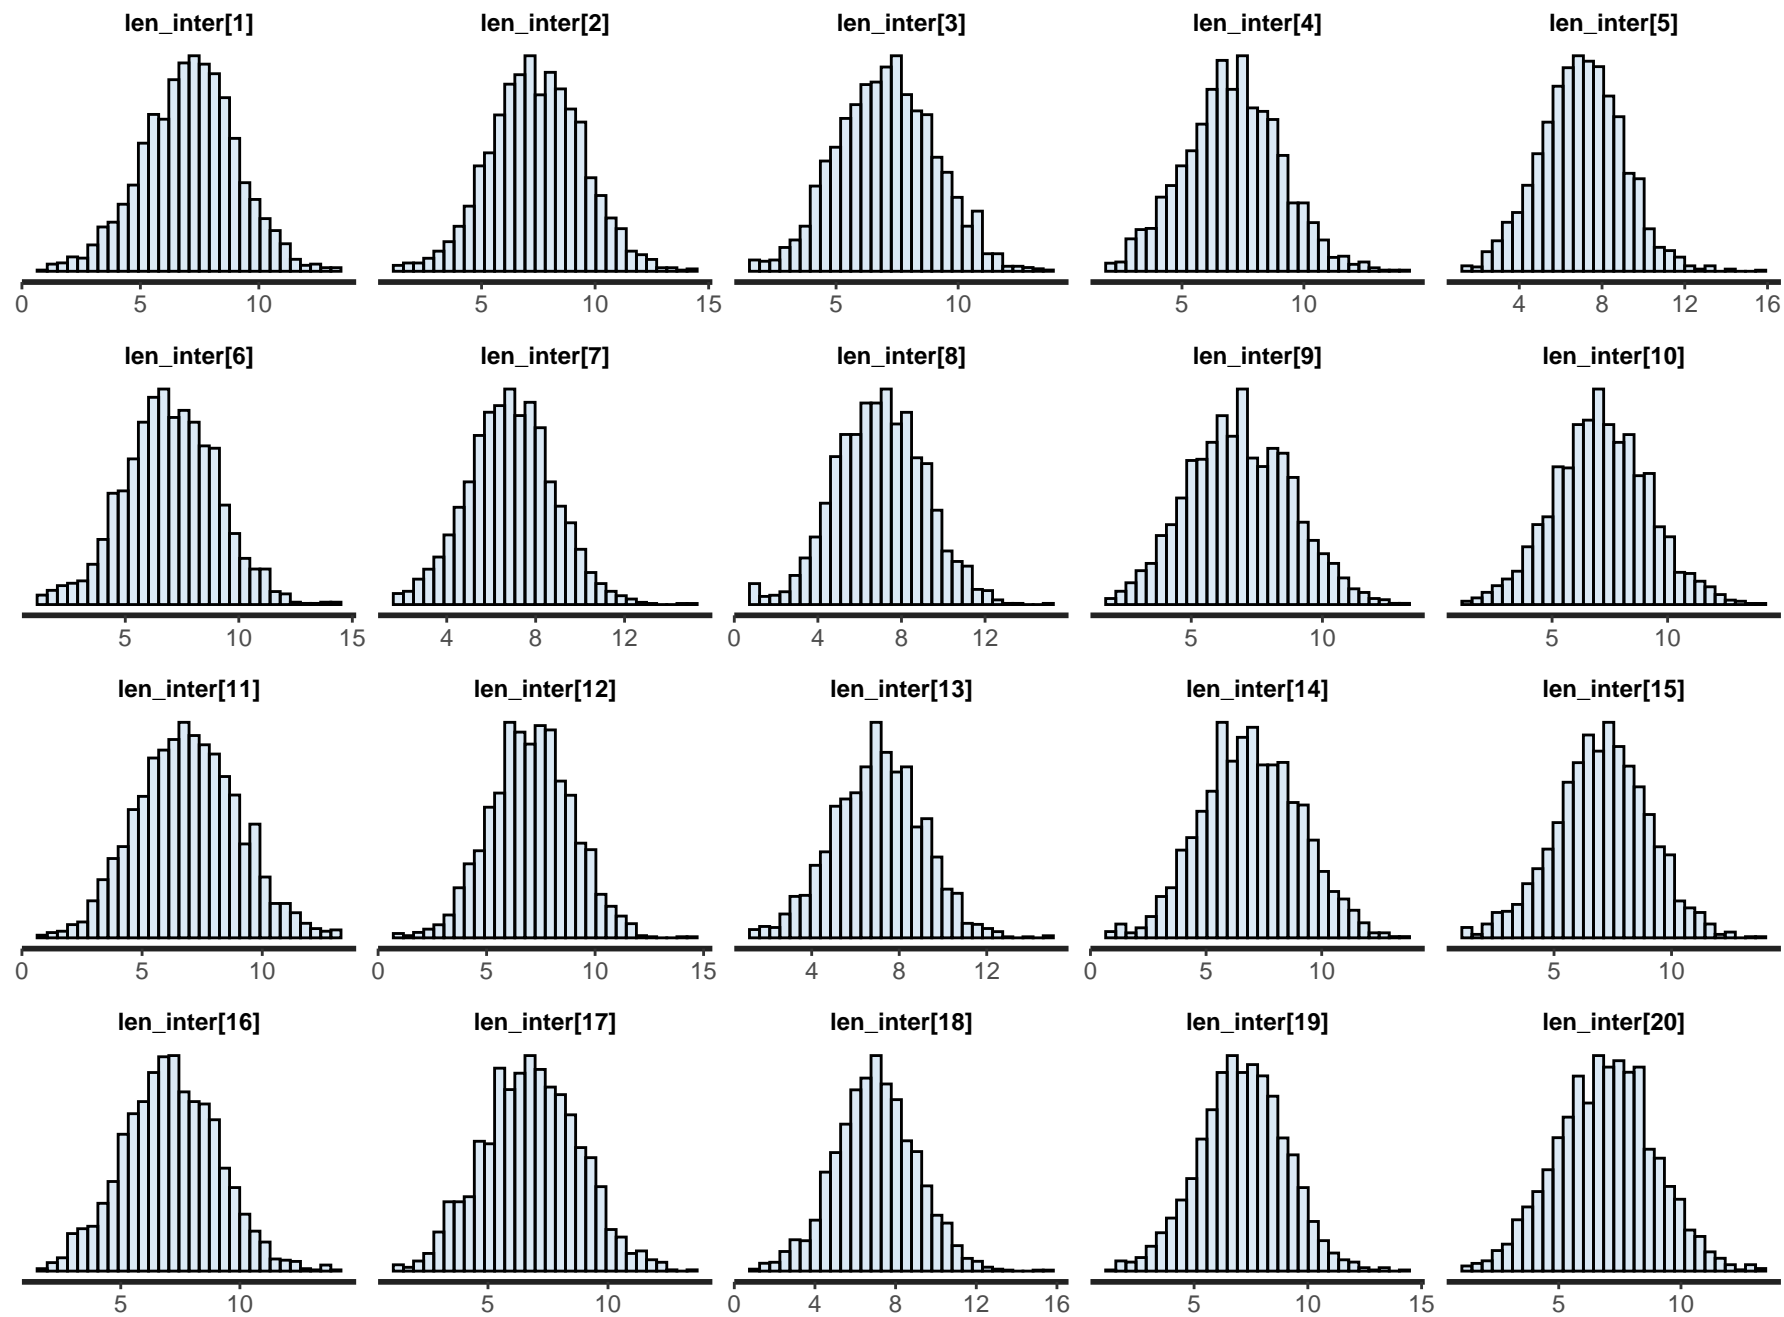 len_inter[1] len_inter[2] len_inter[3] len_inter[4] len_inter[5]
0 5 10 5 10 15 5 10 5 10 4 8 12 16
len_inter[6] len_inter[7] len_inter[8] len_inter[9] len_inter[10]
5 10 15 4 8 12 0 4 8 12 5 10 5 10
len_inter[11] len_inter[12] len_inter[13] len_inter[14] len_inter[15]
0 5 10 0 5 10 15 4 8 12 0 5 10 5 10
len_inter[16] len_inter[17] len_inter[18] len_inter[19] len_inter[20]
5 10 5 10 0 4 8 12 16 5 10 15 5 10